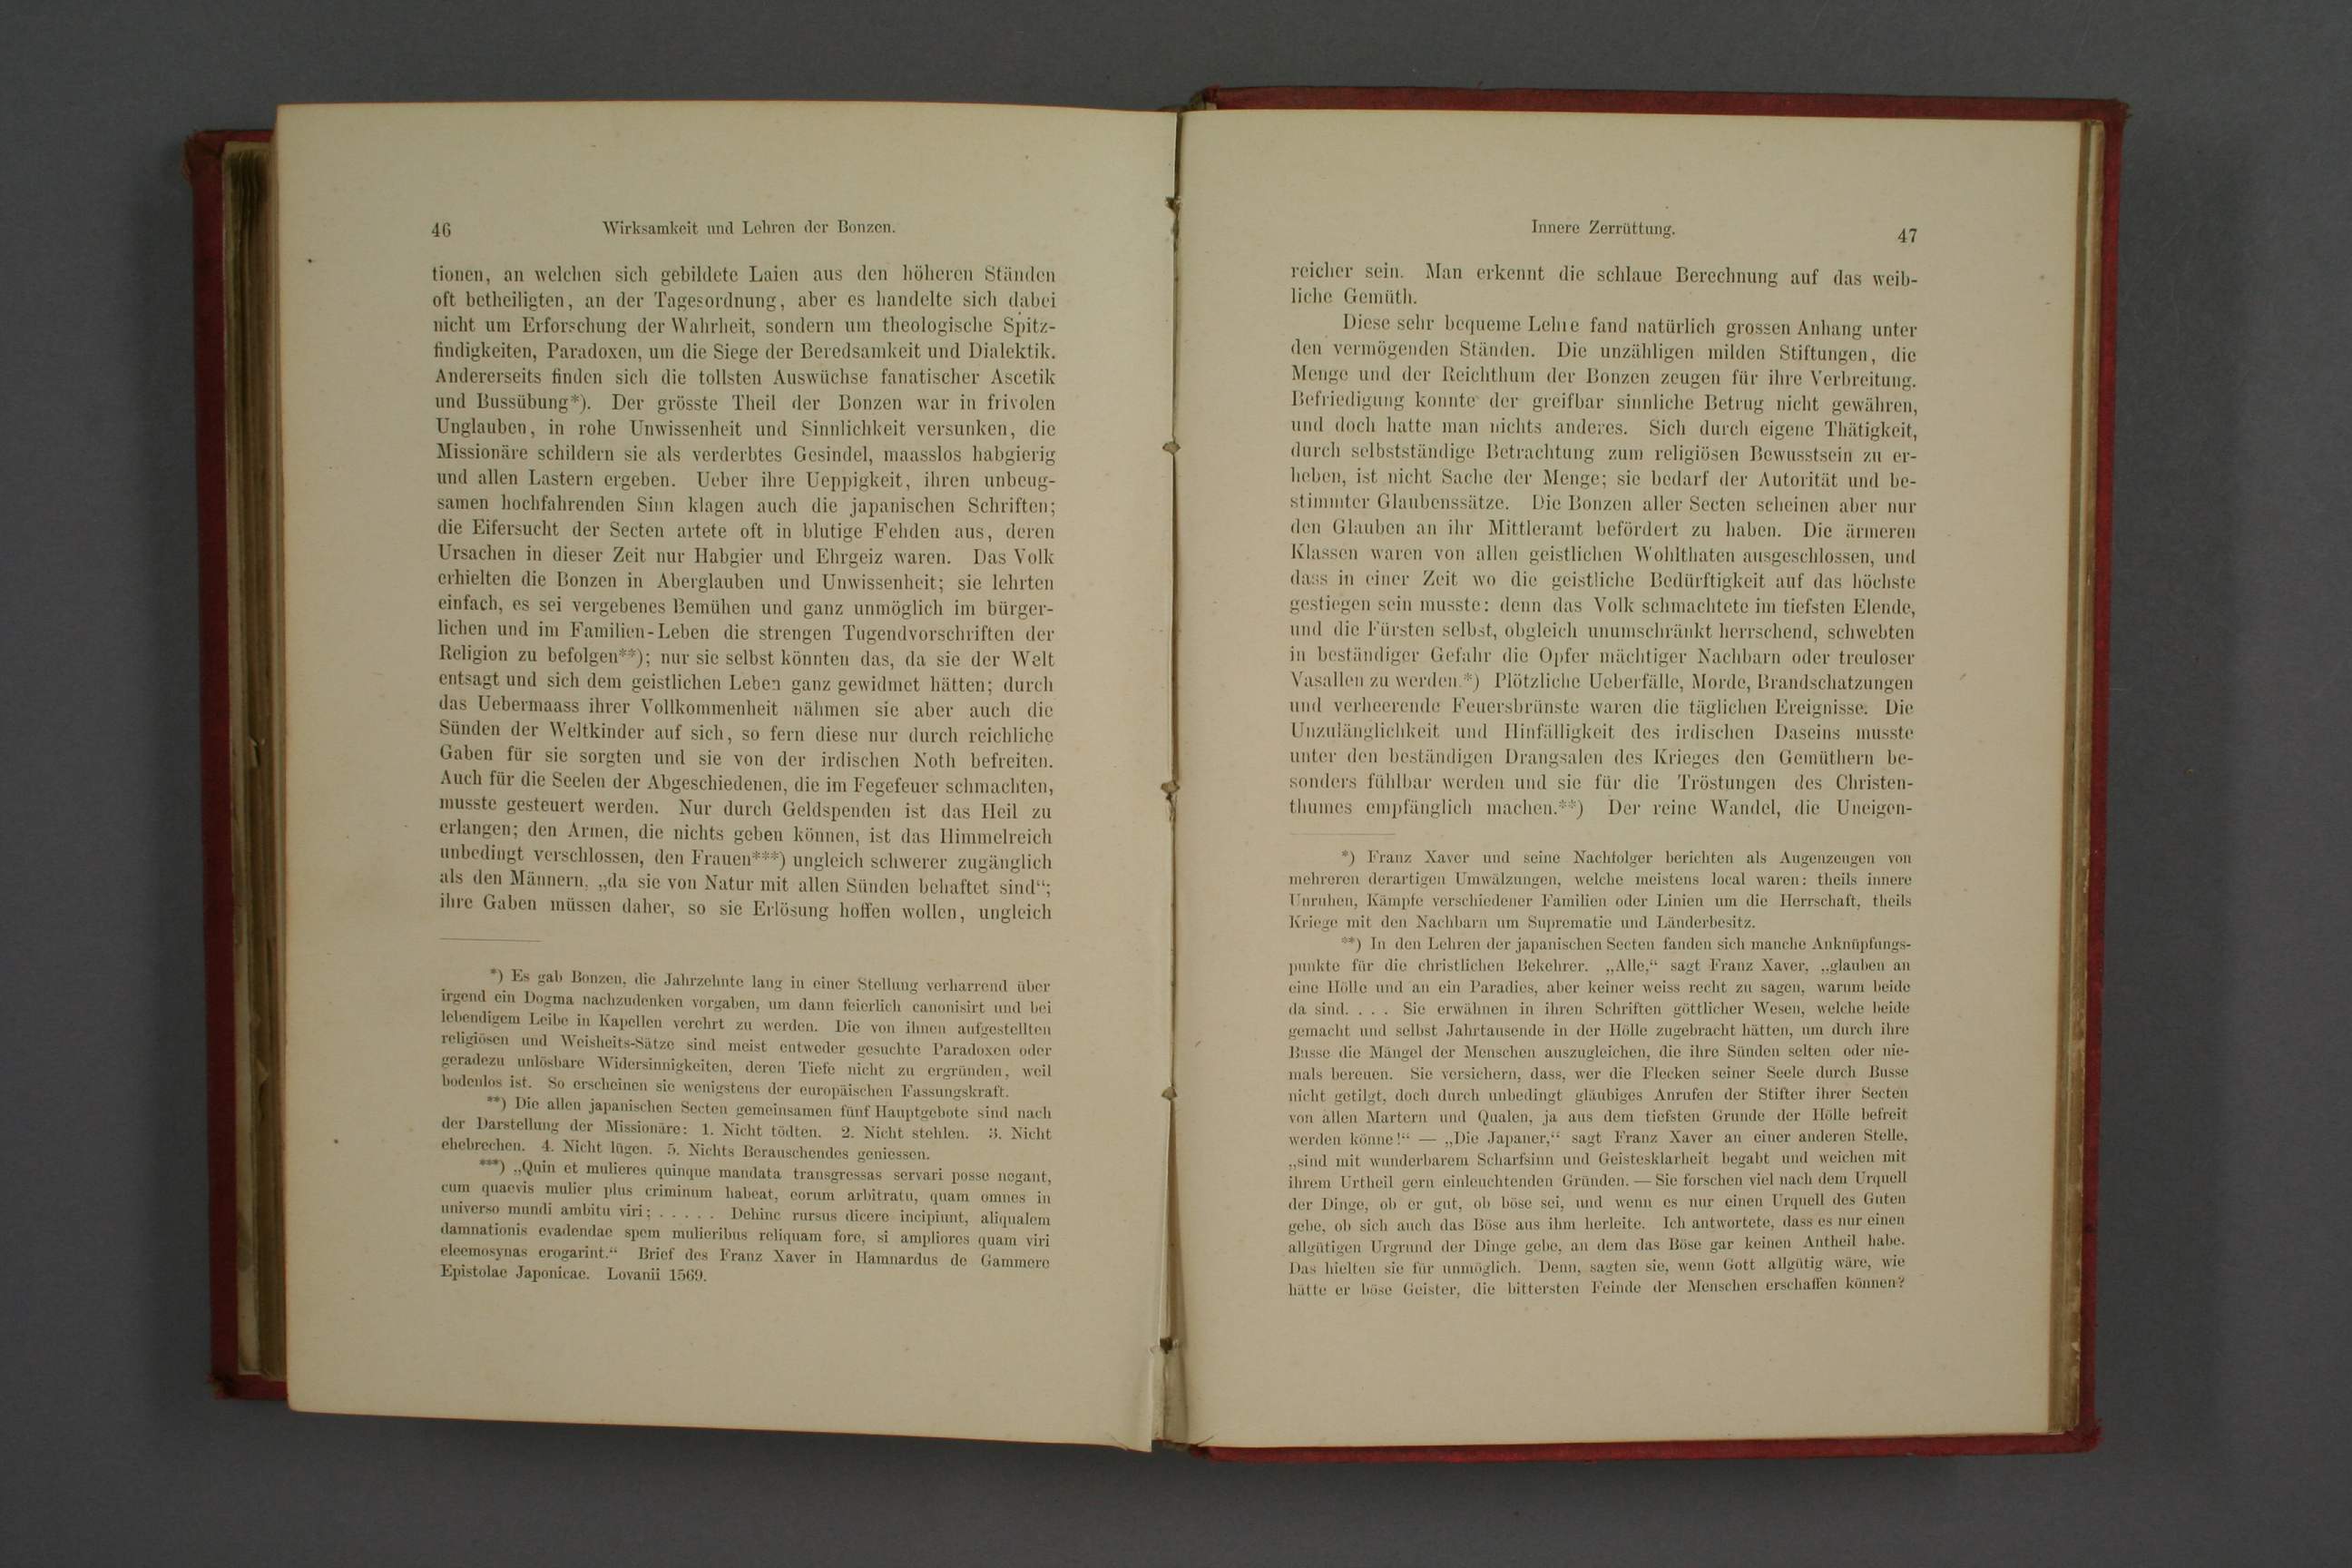 46
Wirksamkeit und Lehren der Bonzen.
tionen, an welchen sich gebildete Laien aus den höheren Ständen
oft betheiligten, an der Tagesordnung, aber es handelte sich dabei
nicht um Erforschung der Wahrheit, sondern um theologische Spitz-
findigkeiten, Paradoxen, um die Siege der Beredsamkeit und Dialektik.
Andererseits finden sich die tollsten Auswüchse fanatischer Ascetik
und Bussübung*). Der grösste Theil der Bonzen war in frivolen
Unglauben, in rohe Unwissenheit und Sinnlichkeit versunken, die
Missionäre schildern sie als verderbtes Gesindel, maasslos habgierig
und allen Lastern ergeben. Ueber ihre Ueppigkeit, ihren unbeug-
samen hochfahrenden Sinn klagen auch die japanischen Schriften;
die Eifersucht der Secten artete oft in blutige Fehden aus, deren
Ursachen in dieser Zeit nur Habgier und Ehrgeiz waren. Das Volk
erhielten die Bonzen in Aberglauben und Unwissenheit; sie lehrten
einfach, es sei vergebenes Bemühen und ganz unmöglich im bürger-
lichen und im Familien-Leben die strengen Tugendvorschriften der
Religion zu befolgen**); nur sie selbst könnten das, da sie der Welt
entsagt und sich dem geistlichen Leben ganz gewidmet hätten; durch
das Uebermaass ihrer Vollkommenheit nähmen sie aber auch die
Sünden der Weltkinder auf sich, so fern diese nur durch reichliche
Gaben für sie sorgten und sie von der irdischen Noth befreiten.
Auch für die Seelen der Abgeschiedenen, die im Fegefeuer schmachten,
musste gesteuert werden. Nur durch Geldspenden ist das Heil zu
erlangen; den Armen, die nichts geben können, ist das Himmelreich
unbedingt verschlossen, den Frauen***) ungleich schwerer zugänglich
als den Männern, „da sie von Natur mit allen Sünden behaftet sind“;
ihre Gaben müssen daher, so sie Erlösung hoffen wollen, ungleich
*) Es gab Bonzen, die Jahrzehnte lang in einer Stellung verharrend über
irgend ein Dogma nachzudenken vorgaben, um dann feierlich canonisirt und bei
lebendigem Leibe in Kapellen verehrt zu werden. Die von ihnen aufgestellten
religiösen und Weisheits-Sätze sind meist entweder gesuchte Paradoxen oder
geradezu unlösbare Widersinnigkeiten, deren Tiefe nicht zu ergründen, weil
bodenlos ist. So erscheinen sie wenigstens der europäischen Fassungskraft.
**) Die allen japanischen Secten gemeinsamen fünf Hauptgebote sind nach
der Darstellung der Missionäre: 1. Nicht tödten. 2. Nicht stehlen. 3. Nicht
ehebrechen. 4. Nicht lügen. 5. Nichts Berauschendes geniessen.
***) „Quin et mulieres quinque mandata transgressas servari posse negant,
cum quaevis mulier plus criminum habeat, eorum arbitratu, quam omnes in
universo mundi ambitu viri; . . . . . Dehinc rursus dicere incipiunt, aliqualem
damnationis evadendae spem mulieribus reliquam fore, si ampliores quam viri
eleemosynas erogarint.“ Brief des Franz Xaver in Hamnardus de Gammere
Epistolae Japonicae. Lovanii 1569.
Innere Zerrüttung.
47
reicher sein. Man erkennt die schlaue Berechnung auf das weib-
liche Gemüth.
Diese sehr bequeme Lehre fand natürlich grossen Anhang unter
den vermögenden Ständen. Die unzähligen milden Stiftungen, die
Menge und der Reichthum der Bonzen zeugen für ihre Verbreitung.
Befriedigung konnte der greifbar sinnliche Betrug nicht gewähren,
und doch hatte man nichts anderes. Sich durch eigene Thätigkeit,
durch selbstständige Betrachtung zum religiösen Bewusstsein zu er-
heben, ist nicht Sache der Menge; sie bedarf der Autorität und be-
stimmter Glaubenssätze. Die Bonzen aller Secten scheinen aber nur
den Glauben an ihr Mittleramt befördert zu haben. Die ärmeren
Klassen waren von allen geistlichen Wohlthaten ausgeschlossen, und
dass in einer Zeit wo die geistliche Bedürftigkeit auf das höchste
gestiegen sein musste: denn das Volk schmachtete im tiefsten Elende,
und die Fürsten selbst, obgleich unumschränkt herrschend, schwebten
in beständiger Gefahr die Opfer mächtiger Nachbarn oder treuloser
Vasallen zu werden.*) Plötzliche Ueberfälle, Morde, Brandschatzungen
und verheerende Feuersbrünste waren die täglichen Ereignisse. Die
Unzulänglichkeit und Hinfälligkeit des irdischen Daseins musste
unter den beständigen Drangsalen des Krieges den Gemüthern be-
sonders fühlbar werden und sie für die Tröstungen des Christen-
thumes empfänglich machen.**) Der reine Wandel, die Uneigen-
*) Franz Xaver und seine Nachfolger berichten als Augenzeugen von
mehreren derartigen Umwälzungen, welche meistens local waren: theils innere
Unruhen, Kämpfe verschiedener Familien oder Linien um die Herrschaft, theils
Kriege mit den Nachbarn um Suprematie und Länderbesitz.
**) In den Lehren der japanischen Secten fanden sich manche Anknüpfungs-
punkte für die christlichen Bekehrer. „Alle,“ sagt Franz Xaver, „glauben an
eine Hölle und an ein Paradies, aber keiner weiss recht zu sagen, warum beide
da sind. . . . Sie erwähnen in ihren Schriften göttlicher Wesen, welche beide
gemacht und selbst Jahrtausende in der Hölle zugebracht hätten, um durch ihre
Busse die Mängel der Menschen auszugleichen, die ihre Sünden selten oder nie-
mals bereuen. Sie versichern, dass, wer die Flecken seiner Seele durch Busse
nicht getilgt, doch durch unbedingt gläubiges Anrufen der Stifter ihrer Secten
von allen Martern und Qualen, ja aus dem tiefsten Grunde der Hölle befreit
werden könne!“ — „Die Japaner,“ sagt Franz Xaver an einer anderen Stelle,
„sind mit wunderbarem Scharfsinn und Geistesklarheit begabt und weichen mit
ihrem Urtheil gern einleuchtenden Gründen. — Sie forschen viel nach dem Urquell
der Dinge, ob er gut, ob böse sei, und wenn es nur einen Urquell des Guten
gebe, ob sich auch das Böse aus ihm herleite. Ich antwortete, dass es nur einen
allgütigen Urgrund der Dinge gebe, an dem das Böse gar keinen Antheil habe.
Das hielten sie für unmöglich. Denn, sagten sie, wenn Gott allgütig wäre, wie
hätte er böse Geister, die bittersten Feinde der Menschen erschaffen können?